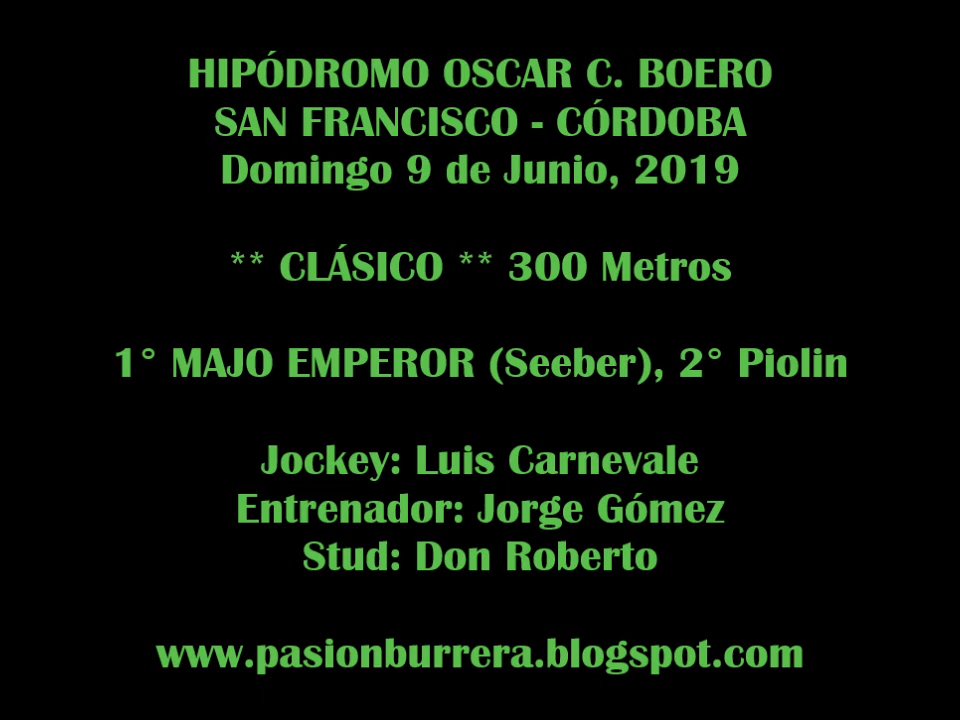 HIPÓDROMO OSCAR C. BOERO
SAN FRANCISCO - CÓRDOBA
Domingo 9 de Junio, 2019
** CLÁSICO ** 300 Metros
1° MAJO EMPEROR (Seeber), 2° Piolin
Jockey: Luis Carnevale
Entrenador: Jorge Gómez
Stud: Don Roberto
www.pasionburrera.blogspot.com